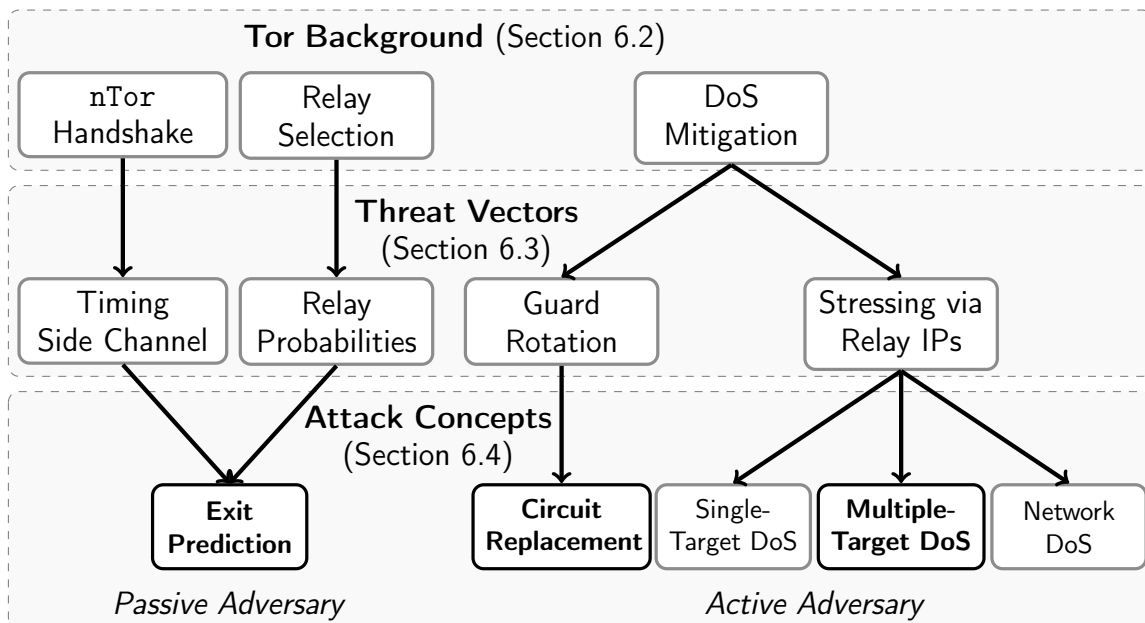 Tor Background (Section 6.2)
nTor
Handshake
Relay
Selection
DoS
Mitigation
Threat Vectors
(Section 6.3)
Timing
Side Channel
Relay
Probabilities
Guard
Rotation
Stressing via
Relay IPs
Attack Concepts
(Section 6.4)
Exit
Prediction
Circuit
Replacement
Single-
Target DoS
Multiple-
Target DoS
Network
DoS
Passive Adversary
Active Adversary